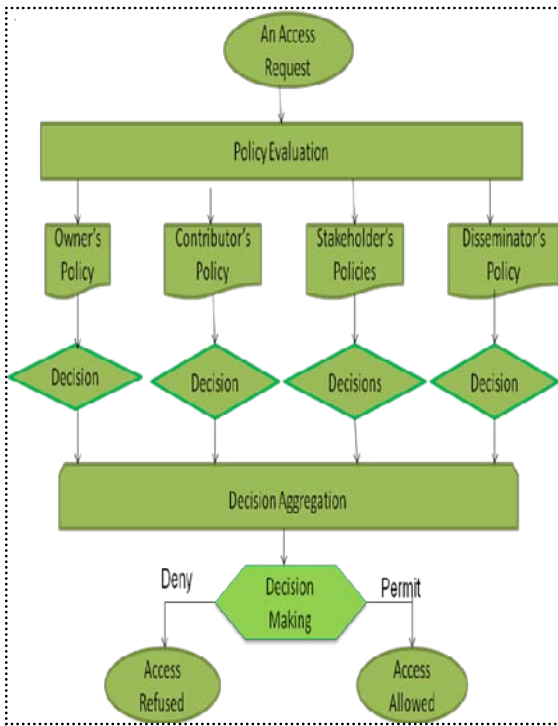 An Access
Request
Policy Evaluation
Owner's
Policy
Contributor's
Policy
Stakeholder's
Policies
Disseminator's
Policy
Decision
Decision
Decisions
Decision
Decision Aggregation
Deny
Decision
Making
Permit
Access
Refused
Access
Allowed